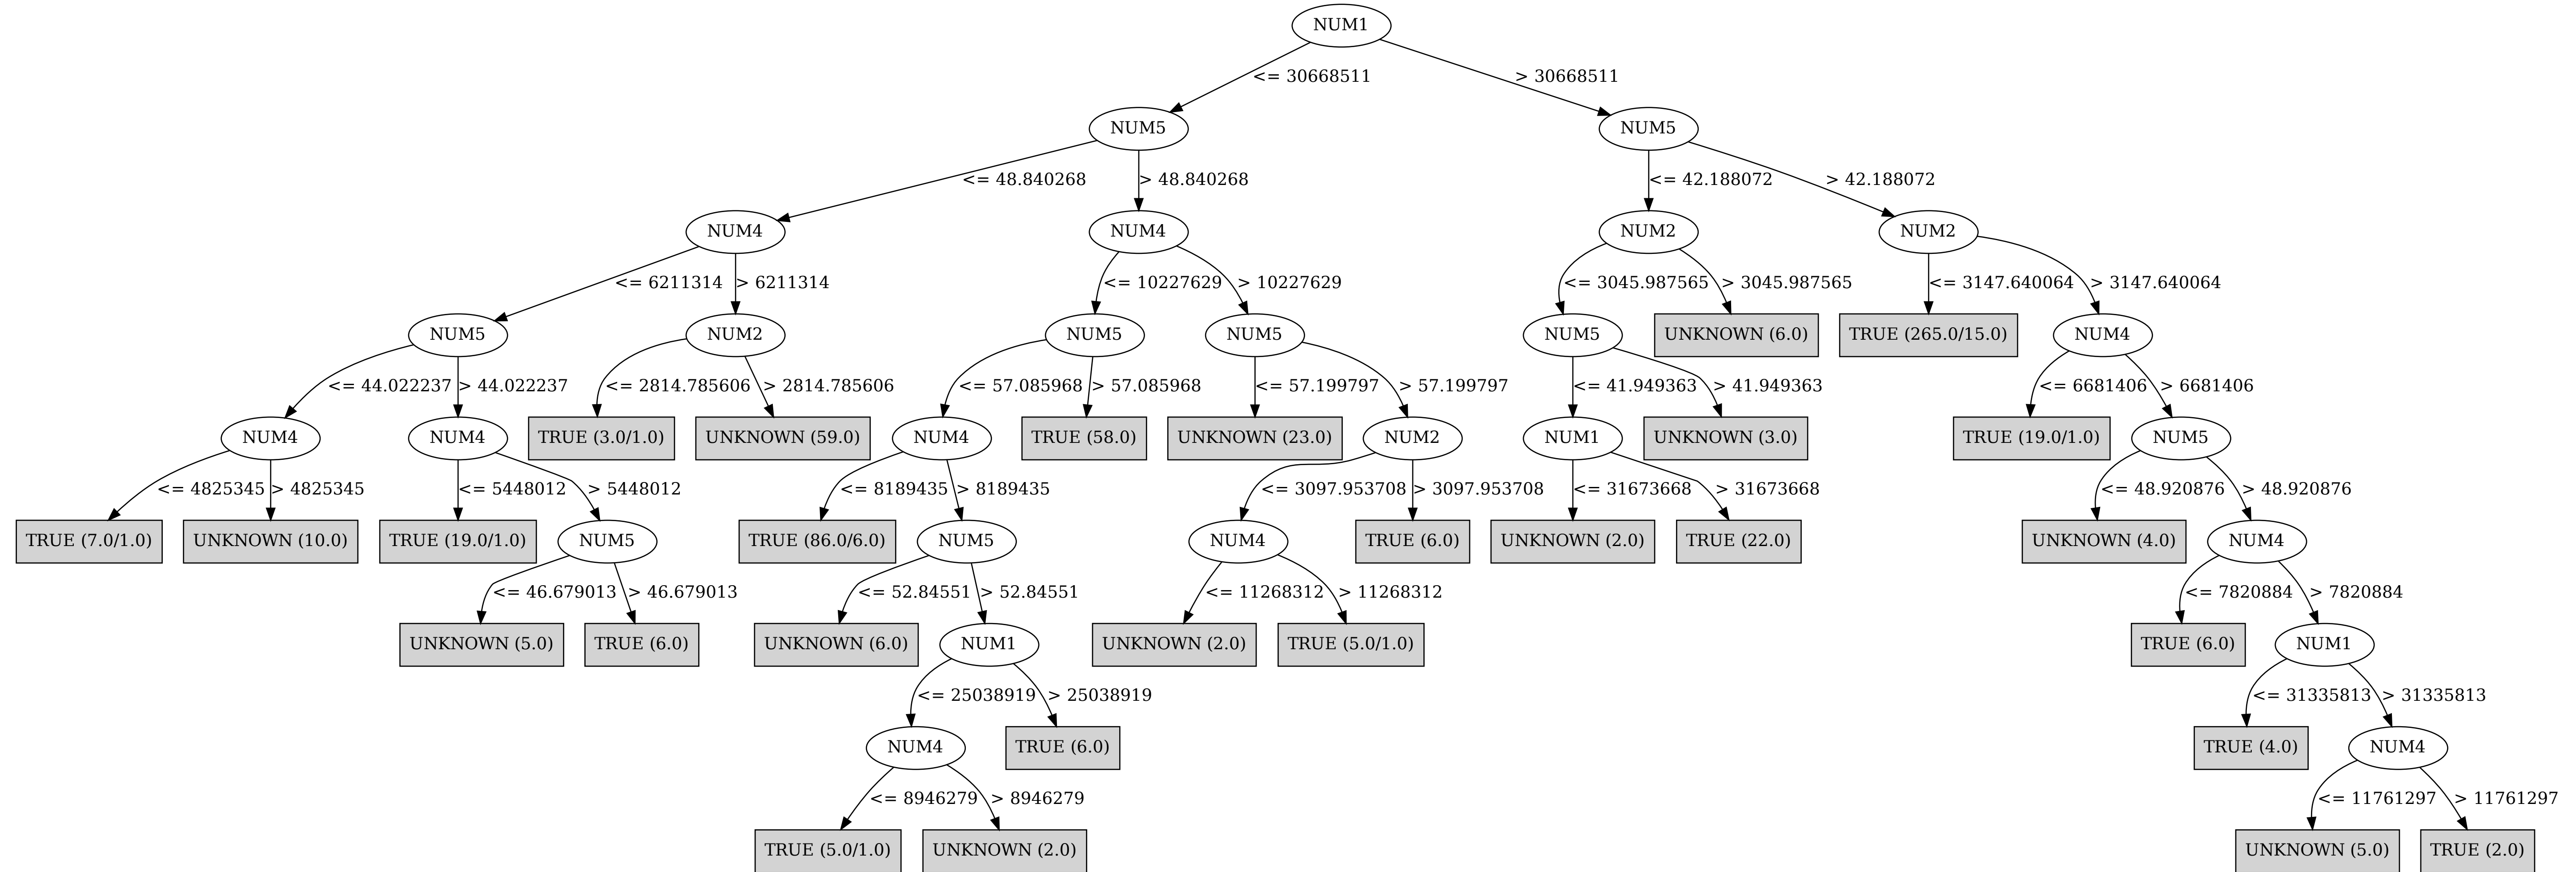 NUM1
<= 30668511
> 30668511
NUM5
NUM5
<= 48.840268
> 48.840268
<= 42.188072
> 42.188072
NUM4
NUM4
NUM2
NUM2
<= 6211314
> 6211314
<= 10227629
> 10227629
<= 3045.987565
> 3045.987565
<= 3147.640064
> 3147.640064
NUM5
NUM2
NUM5
NUM5
NUM5
UNKNOWN (6.0)
TRUE (265.0/15.0)
NUM4
<= 44.022237
> 44.022237
<= 2814.785606
> 2814.785606
<= 57.085968
> 57.085968
<= 57.199797
> 57.199797
<= 41.949363
> 41.949363
<= 6681406
> 6681406
NUM4
NUM4
TRUE (3.0/1.0)
UNKNOWN (59.0)
NUM4
TRUE (58.0)
UNKNOWN (23.0)
NUM2
NUM1
UNKNOWN (3.0)
TRUE (19.0/1.0)
NUM5
<= 4825345
> 4825345
<= 5448012
> 5448012
<= 8189435
> 8189435
<= 3097.953708
> 3097.953708
<= 31673668
> 31673668
<= 48.920876
> 48.920876
TRUE (7.0/1.0)
UNKNOWN (10.0)
TRUE (19.0/1.0)
NUM5
TRUE (86.0/6.0)
NUM5
NUM4
TRUE (6.0)
UNKNOWN (2.0)
TRUE (22.0)
UNKNOWN (4.0)
NUM4
<= 46.679013
> 46.679013
<= 52.84551
> 52.84551
<= 11268312
> 11268312
<= 7820884
> 7820884
UNKNOWN (5.0)
TRUE (6.0)
UNKNOWN (6.0)
NUM1
UNKNOWN (2.0)
TRUE (5.0/1.0)
TRUE (6.0)
NUM1
<= 25038919
> 25038919
<= 31335813
> 31335813
NUM4
TRUE (6.0)
TRUE (4.0)
NUM4
<= 8946279
> 8946279
<= 11761297
> 11761297
TRUE (5.0/1.0)
UNKNOWN (2.0)
UNKNOWN (5.0)
TRUE (2.0)